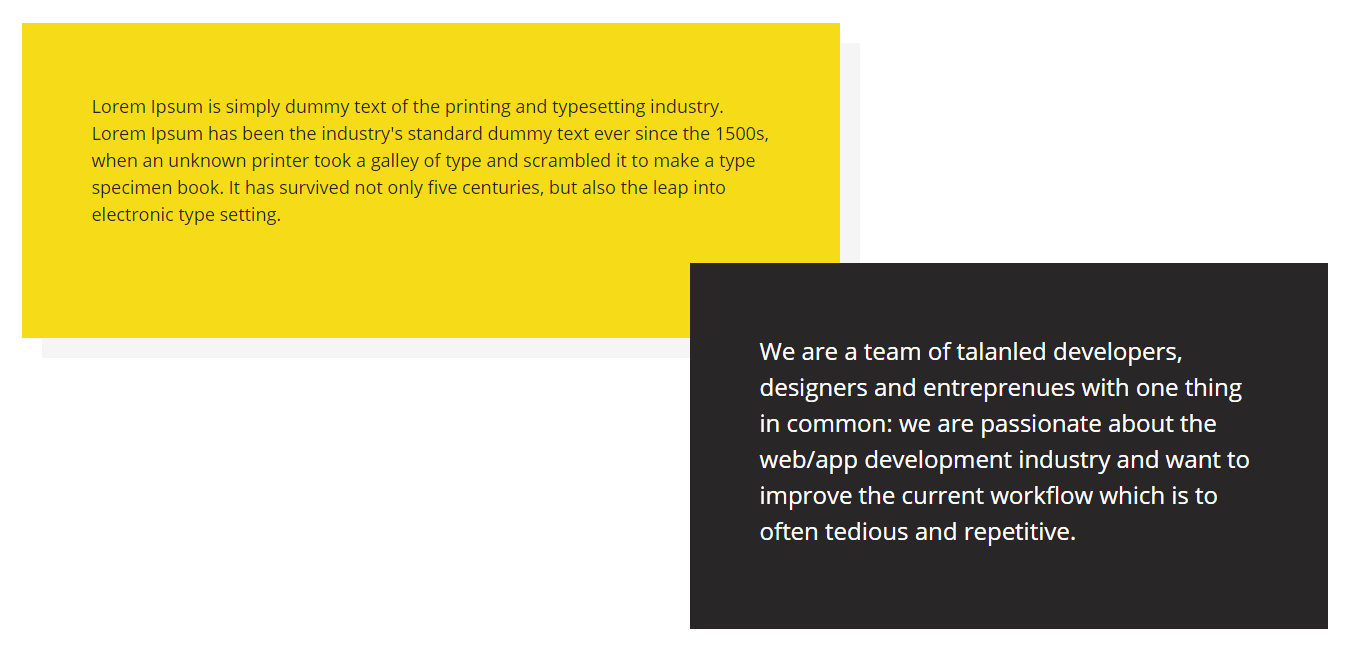 Lorem Ipsum is simply dummy text of the printing and typesetting industry.
Lorem Ipsum has been the industry's standard dummy text ever since the 1500s,
when an unknown printer took a galley of type and scrambled it to make a type
specimen book. It has survived not only five centuries, but also the leap into
electronic type setting.
We are a team of talanled developers,
designers and entreprenues with one thing
in common: we are passionate about the
web/app development industry and want to
improve the current workflow which is to
often tedious and repetitive.